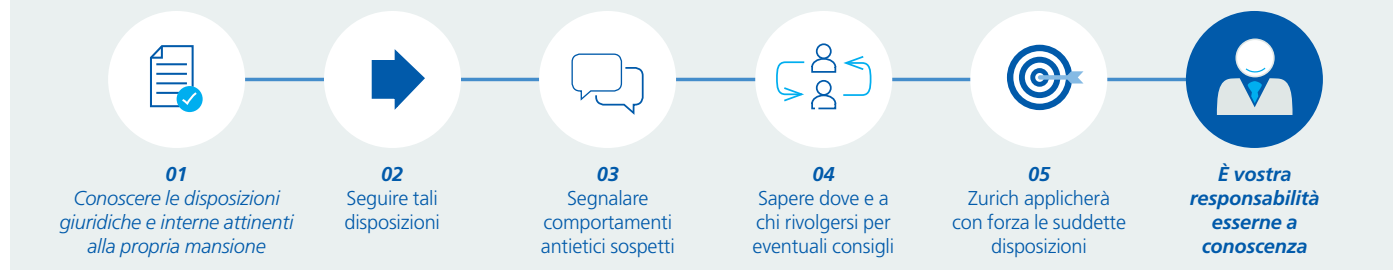 01
Conoscere le disposizioni
giuridiche e interne attinenti
alla propria mansione
02
Seguire tali
disposizioni
03
Segnalare
comportamenti
antietici sospetti
04
Sapere dove e a
chi rivolgersi per
eventuali consigli
05
Zurich applicherà
con forza le suddette
disposizioni
È vostra
responsabilità
esserne a
conoscenza